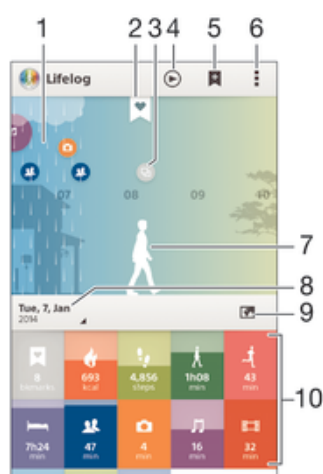 1 2 3 4 5 6
Lifelog
07 08 09 10
7
8
Tue, 7, Jan
2014
9
8 693 4,856 1h08 43
bookmarks kcal steps min min
10
7h24 47 4 16 32
min min min min min